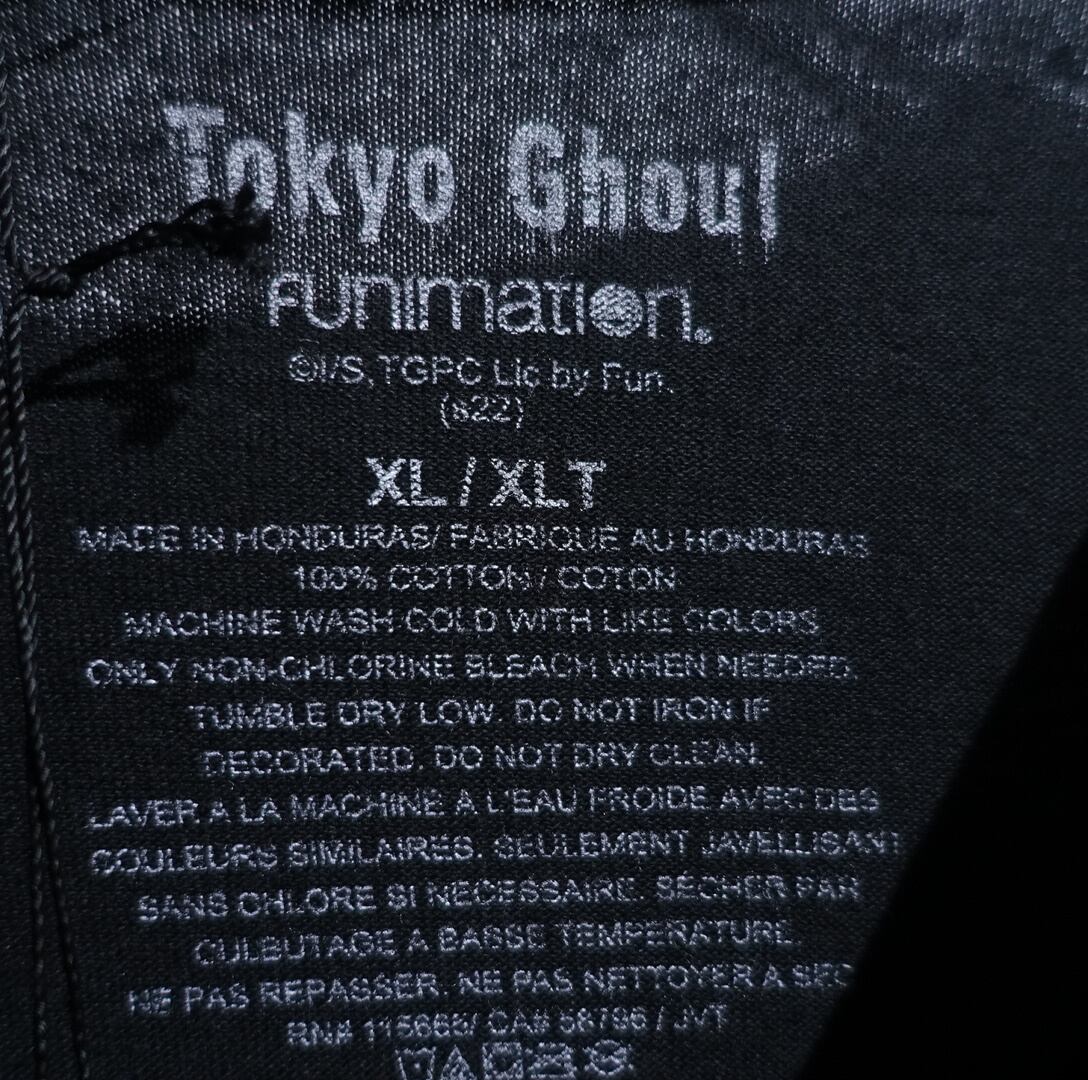 Tokyo Ghoul
FUnimation®
©I/S,TGPC Lic by Fun.
(s22)
XL / XLT
MADE IN HONDURAS/ FABRIQUE AU HONDURAS
100% COTTON / COTON
MACHINE WASH COLD WITH LIKE COLORS
ONLY NON-CHLORINE BLEACH WHEN NEEDED.
TUMBLE DRY LOW. DO NOT IRON IF
DECORATED. DO NOT DRY CLEAN.
LAVER A LA MACHINE A L'EAU FROIDE AVEC DES
COULEURS SIMILAIRES. SEULEMENT JAVELLISANT
SANS CHLORE SI NECESSAIRE. SECHER PAR
CULBUTAGE A BASSE TEMPERATURE.
NE PAS REPASSER. NE PAS NETTOYER A SEC
RN# CA# / JVT